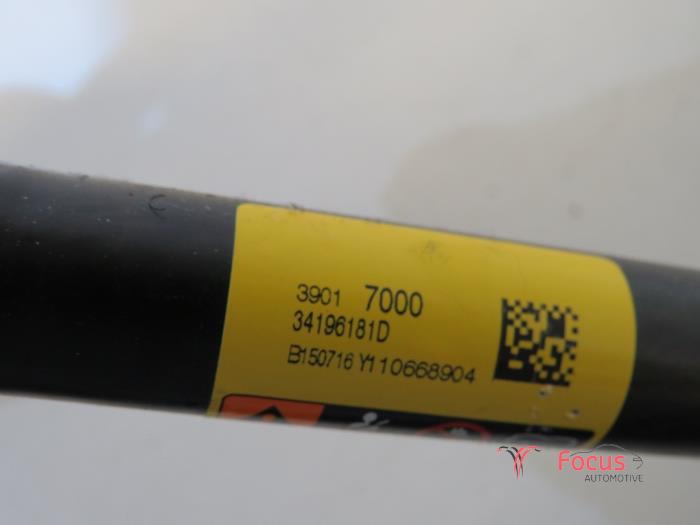 3901 7000
34196181D
B150716 Y110668904
Focus
AUTOMOTIVE